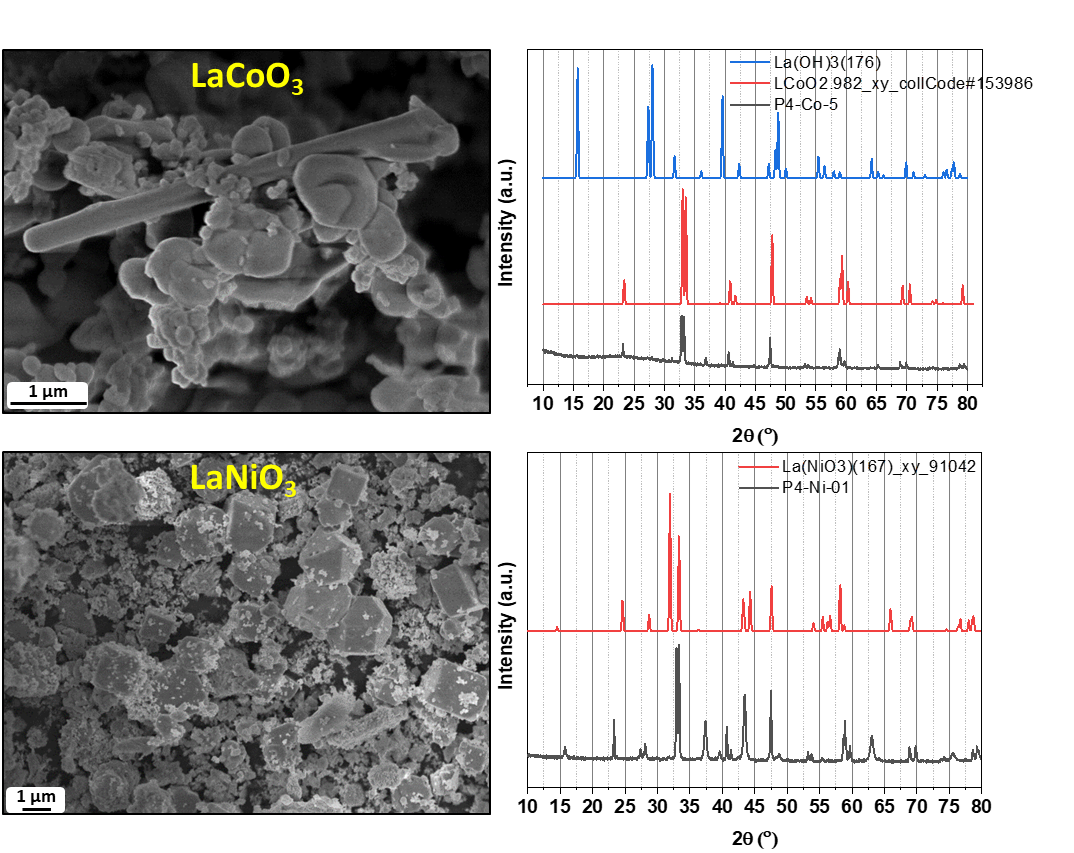 LaCoO₃
1 μm
La(OH)3(176)
LCoO2.982_xy_collCode#153986
P4-Co-5
Intensity (a.u.)
10 15 20 25 30 35 40 45 50 55 60 65 70 75 80
2θ (°)
LaNiO₃
1 μm
La(NiO3)(167)_xy_91042
P4-Ni-01
Intensity (a.u.)
10 15 20 25 30 35 40 45 50 55 60 65 70 75 80
2θ (°)